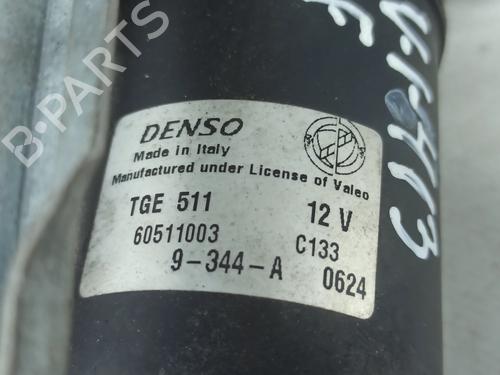 B-PARTS
DENSO
Made in Italy
Manufactured under License of Valeo
TGE 511 12 V
60511003 C133
9-344-A 0624